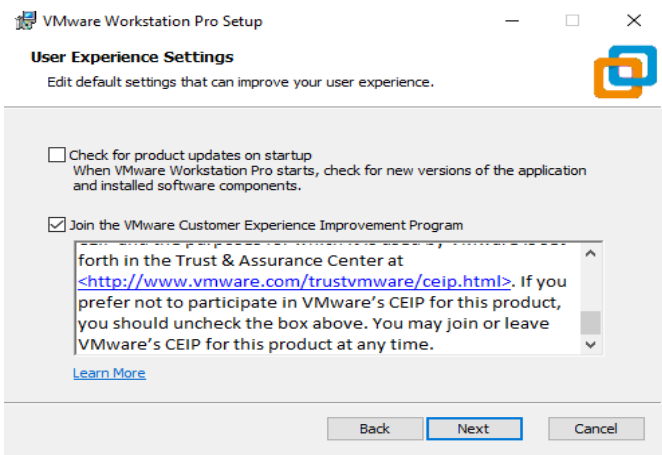 VMware Workstation Pro Setup
User Experience Settings
Edit default settings that can improve your user experience.
Check for product updates on startup
When VMware Workstation Pro starts, check for new versions of the application
and installed software components.
Join the VMware Customer Experience Improvement Program
forth in the Trust & Assurance Center at
<http://www.vmware.com/trustvmware/ceip.html>. If you
prefer not to participate in VMware's CEIP for this product,
you should uncheck the box above. You may join or leave
VMware's CEIP for this product at any time.
Learn More
Back
Next
Cancel